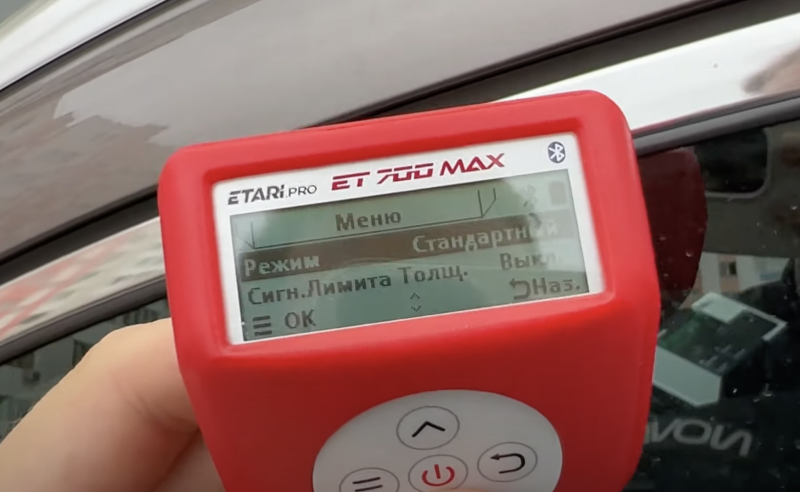 ETARI.PRO ET 700 MAX
Меню
Режим Стандартный
Сигн.Лимита Толщ. Выкл.
OK Наз.